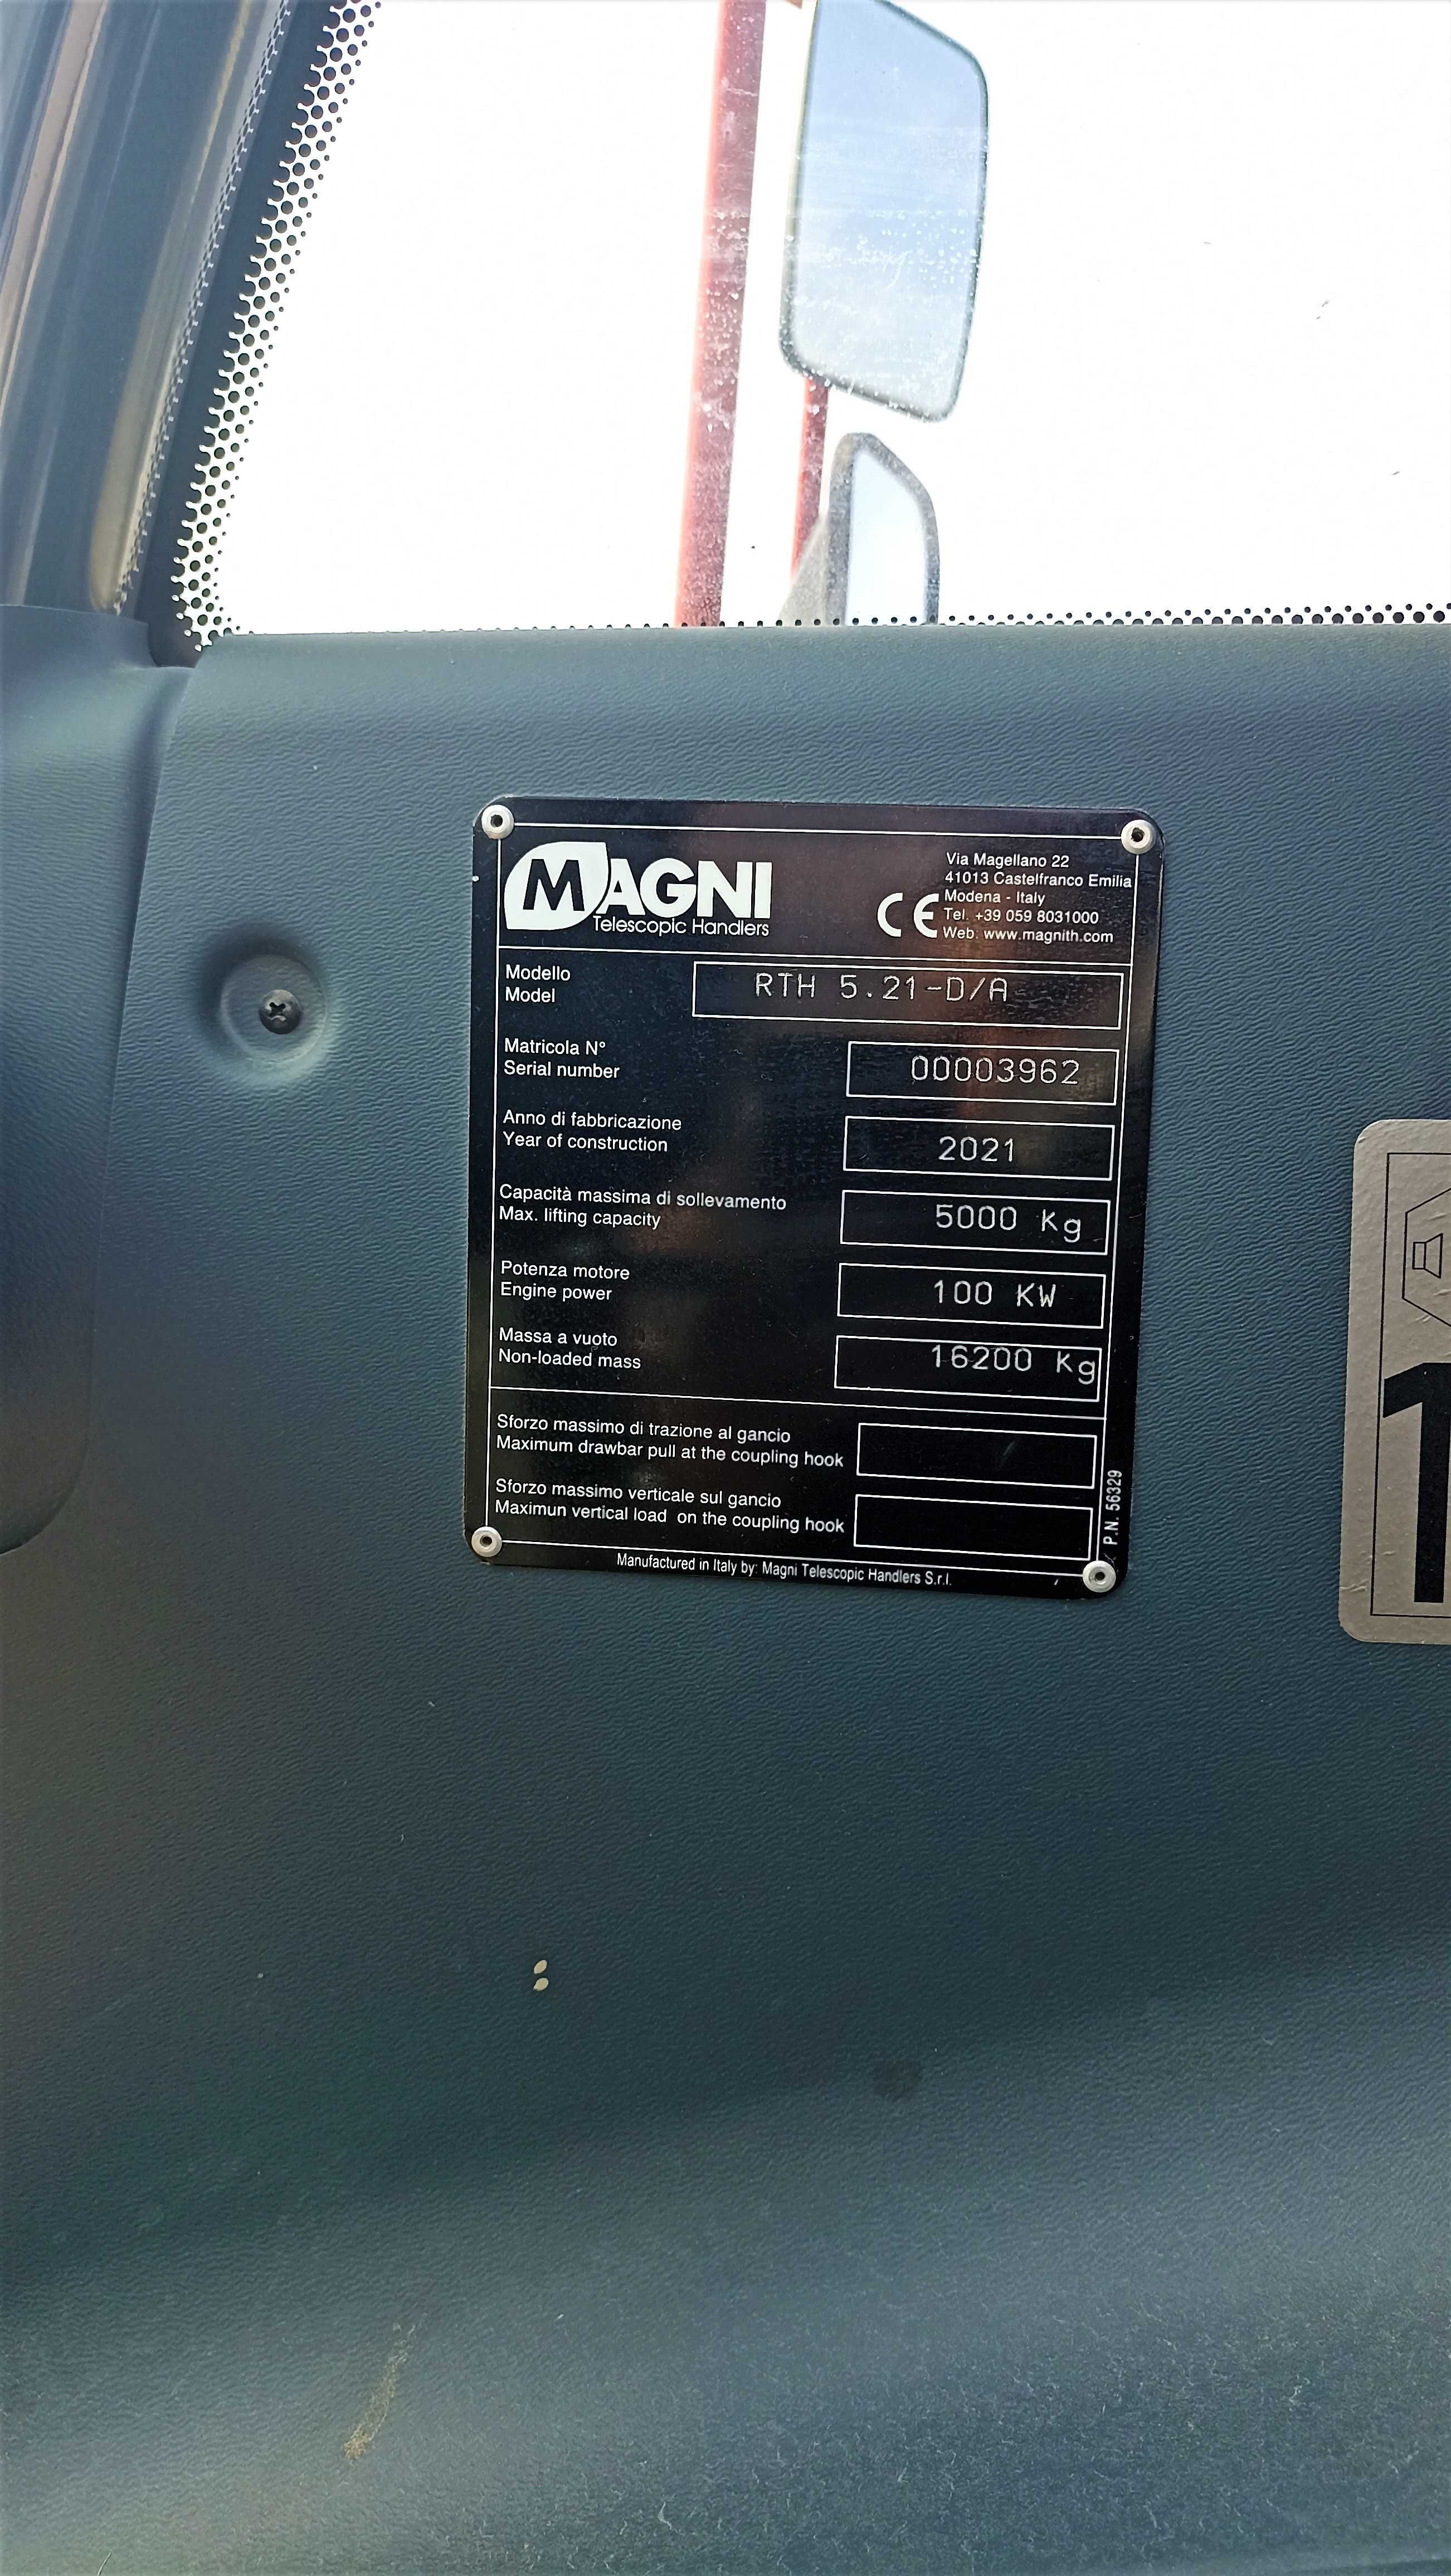 MAGNI
Telescopic Handlers
CE
Via Magellano 22
41013 Castelfranco Emilia
Modena - Italy
Tel. +39 059 8031000
Web: www.magnith.com
Modello
Model
RTH 5.21-D/A
Matricola N°
Serial number
00003962
Anno di fabbricazione
Year of construction
2021
Capacità massima di sollevamento
Max. lifting capacity
5000 Kg
Potenza motore
Engine power
100 KW
Massa a vuoto
Non-loaded mass
16200 Kg
Sforzo massimo di trazione al gancio
Maximum drawbar pull at the coupling hook
Sforzo massimo verticale sul gancio
Maximun vertical load on the coupling hook
P.N. 56329
Manufactured in Italy by: Magni Telescopic Handlers S.r.l.
1